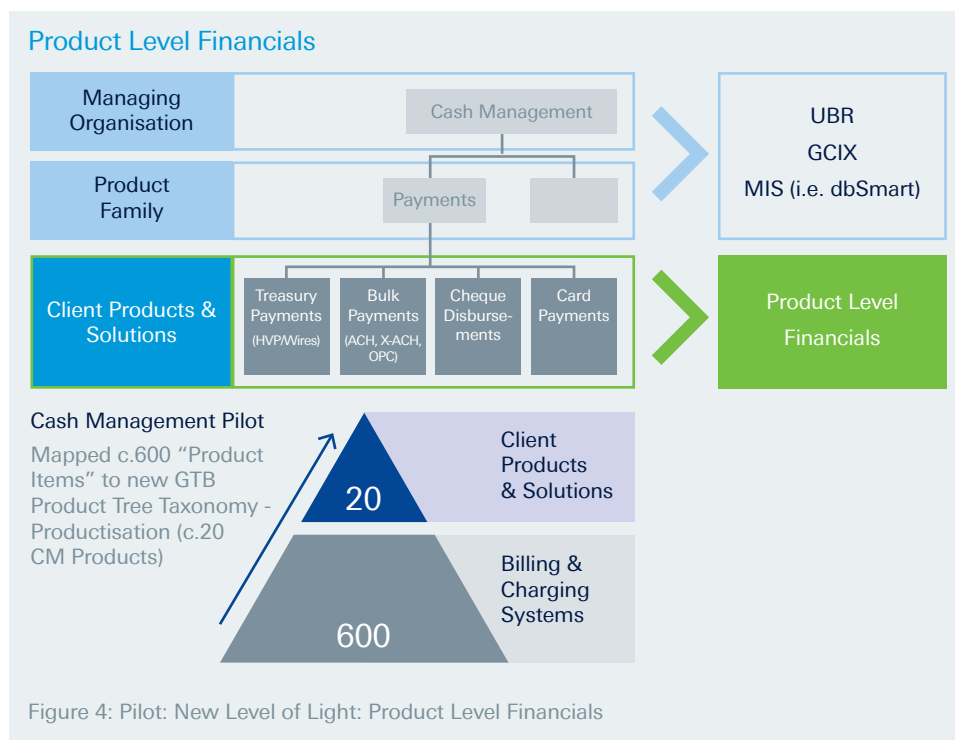 Product Level Financials
Managing
Organisation
Cash Management
UBR
GCIX
MIS (i.e. dbSmart)
Product
Family
Payments
Client Products &
Solutions
Treasury
Payments
(HVP/Wires)
Bulk
Payments
(ACH, X-ACH,
OPC)
Cheque
Disburse-
ments
Card
Payments
Product Level
Financials
Cash Management Pilot
Mapped c.600 “Product
Items” to new GTB
Product Tree Taxonomy -
Productisation (c.20
CM Products)
20
Client
Products
& Solutions
600
Billing &
Charging
Systems
Figure 4: Pilot: New Level of Light: Product Level Financials